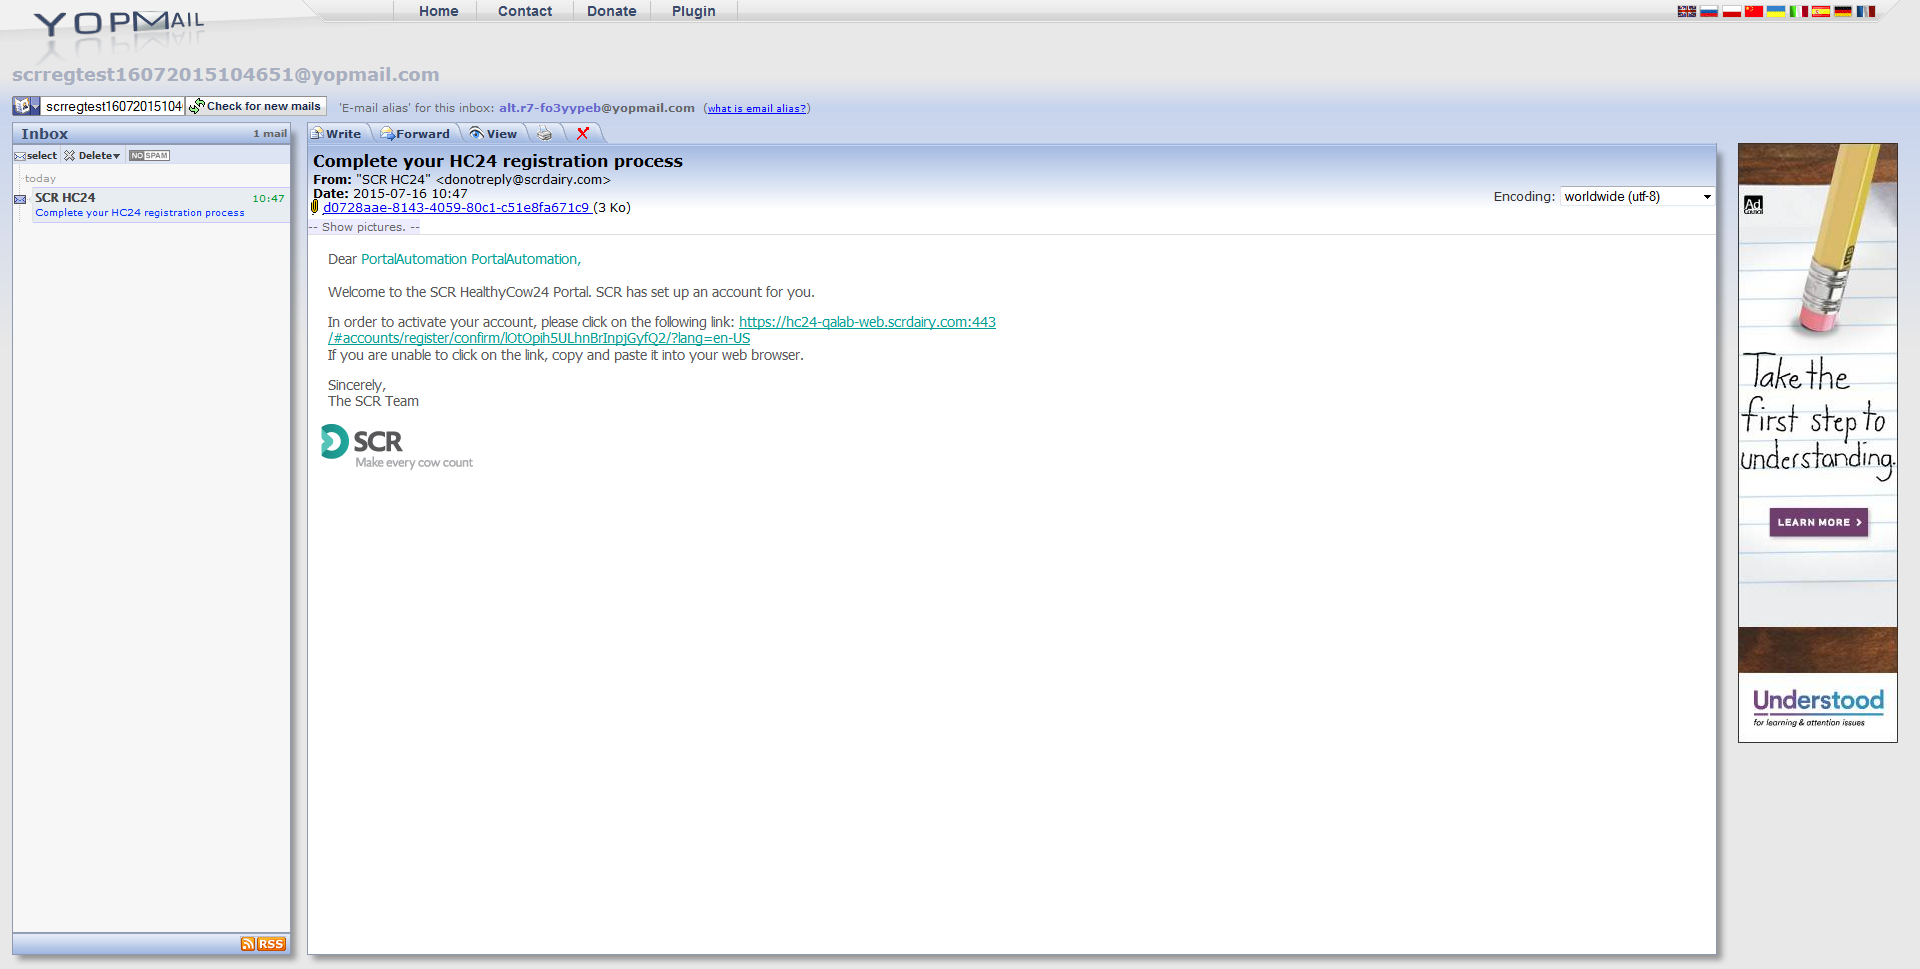 YOPMAIL
Home
Contact
Donate
Plugin
scrregtest16072015104651@yopmail.com
scrregtest16072015104
Check for new mails
'E-mail alias' for this inbox: alt.r7-fo3yypeb@yopmail.com (what is email alias?)
Inbox
1 mail
select
Delete
NO SPAM
today
SCR HC24
10:47
Complete your HC24 registration process
RSS
Write
Forward
View
Complete your HC24 registration process
From: "SCR HC24" <donotreply@scrdairy.com>
Date: 2015-07-16 10:47
d0728aae-8143-4059-80c1-c51e8fa671c9 (3 Ko)
Encoding:
worldwide (utf-8)
-- Show pictures. --
Dear PortalAutomation PortalAutomation,
Welcome to the SCR HealthyCow24 Portal. SCR has set up an account for you.
In order to activate your account, please click on the following link: https://hc24-qalab-web.scrdairy.com:443
/#accounts/register/confirm/lOtOpih5ULhnBrInpjGyfQ2/?lang=en-US
If you are unable to click on the link, copy and paste it into your web browser.
Sincerely,
The SCR Team
SCR
Make every cow count
Ad
Council
Take the
first step to
understanding.
LEARN MORE >
Understood
for learning & attention issues